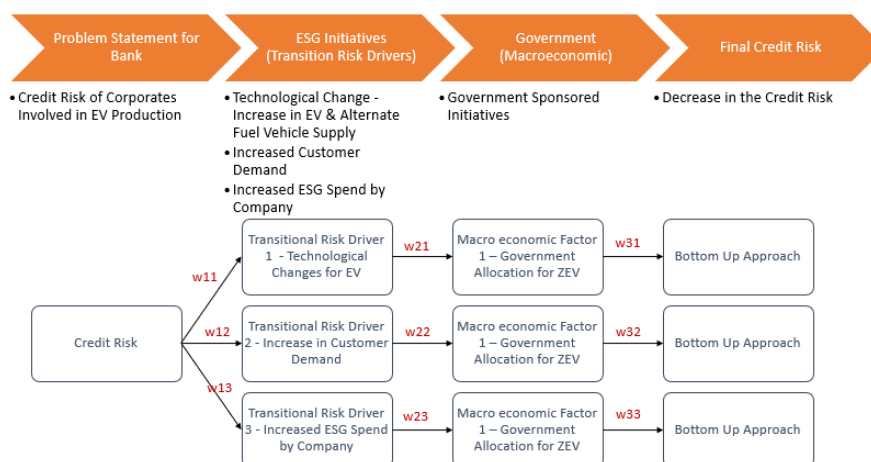 Problem Statement for
Bank
ESG Initiatives
(Transition Risk Drivers)
Government
(Macroeconomic)
Final Credit Risk
• Credit Risk of Corporates
Involved in EV Production
• Technological Change -
Increase in EV & Alternate
Fuel Vehicle Supply
• Increased Customer
Demand
• Increased ESG Spend by
Company
• Government Sponsored
Initiatives
• Decrease in the Credit Risk
Credit Risk
w11
w12
w13
Transitional Risk Driver
1 - Technological
Changes for EV
w21
Macro economic Factor
1 – Government
Allocation for ZEV
w31
Bottom Up Approach
Transitional Risk Driver
2 - Increase in Customer
Demand
w22
Macro economic Factor
1 – Government
Allocation for ZEV
w32
Bottom Up Approach
Transitional Risk Driver
3 - Increased ESG Spend
by Company
w23
Macro economic Factor
1 – Government
Allocation for ZEV
w33
Bottom Up Approach